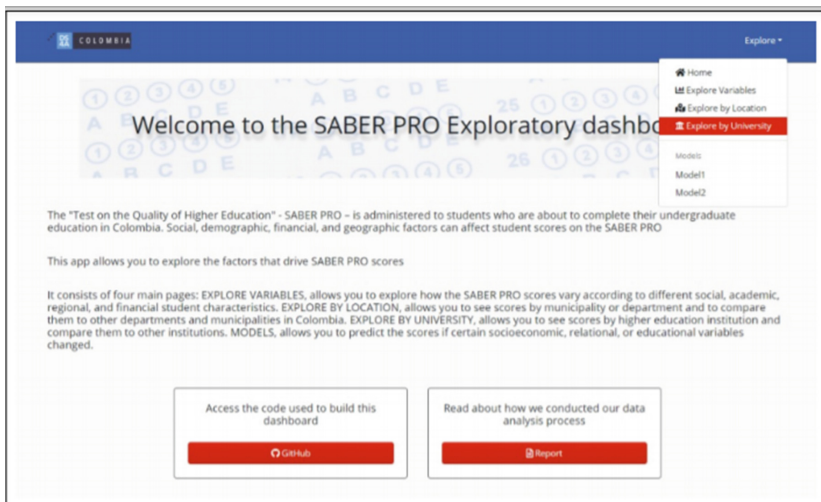 COLOMBIA
Explore
Home
Explore Variables
Explore by Location
Explore by University
Models
Model1
Model2
Welcome to the SABER PRO Exploratory dashbo
The "Test on the Quality of Higher Education" - SABER PRO – is administered to students who are about to complete their undergraduate
education in Colombia. Social, demographic, financial, and geographic factors can affect student scores on the SABER PRO
This app allows you to explore the factors that drive SABER PRO scores
It consists of four main pages: EXPLORE VARIABLES, allows you to explore how the SABER PRO scores vary according to different social, academic,
regional, and financial student characteristics. EXPLORE BY LOCATION, allows you to see scores by municipality or department and to compare
them to other departments and municipalities in Colombia. EXPLORE BY UNIVERSITY, allows you to see scores by higher education institution and
compare them to other institutions. MODELS, allows you to predict the scores if certain socioeconomic, relational, or educational variables
changed.
Access the code used to build this
dashboard
GitHub
Read about how we conducted our data
analysis process
Report